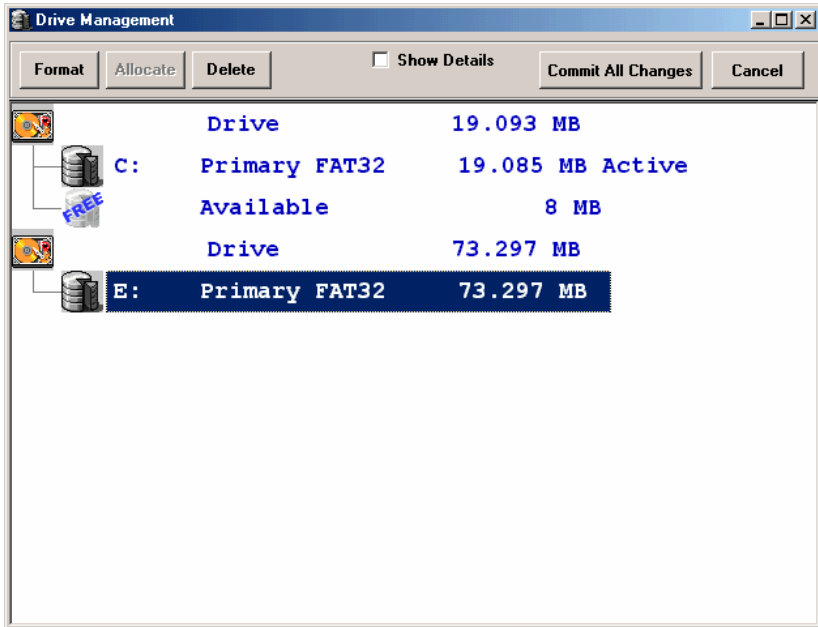 Drive Management
Format Allocate Delete Show Details Commit All Changes Cancel
Drive 19.093 MB
C: Primary FAT32 19.085 MB Active
FREE Available 8 MB
Drive 73.297 MB
E: Primary FAT32 73.297 MB